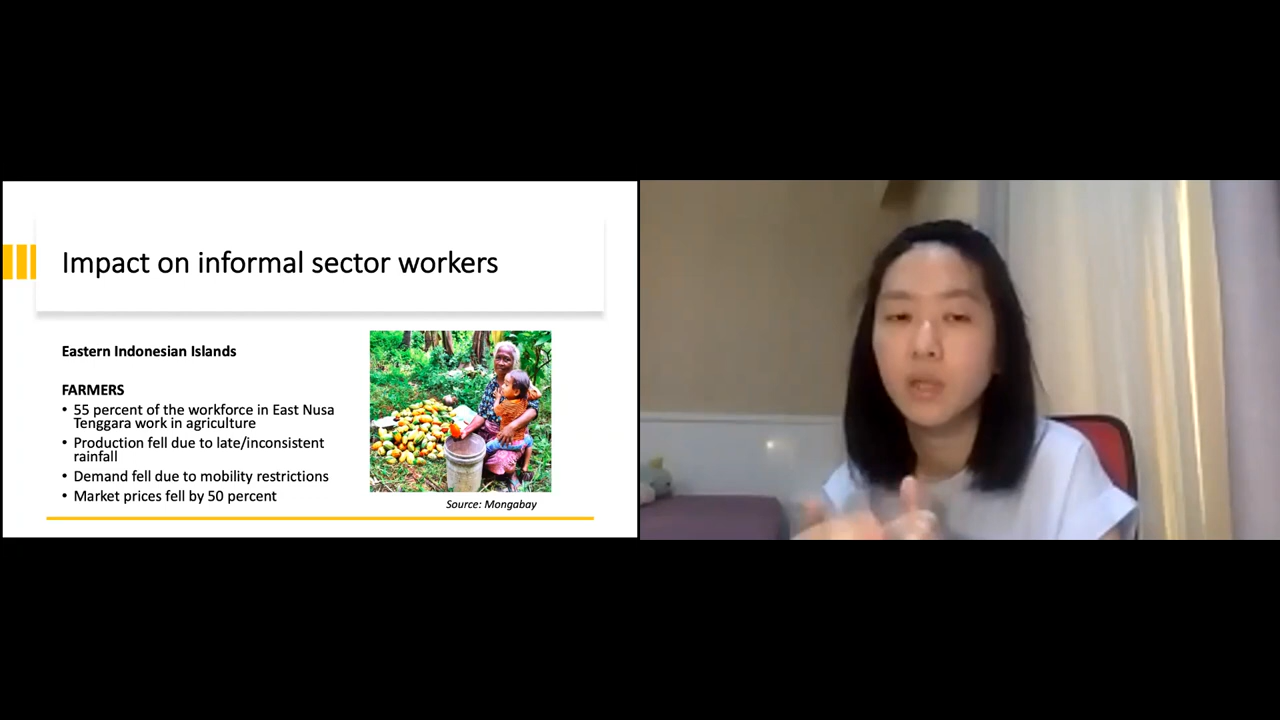 Impact on informal sector workers
Eastern Indonesian Islands
FARMERS
• 55 percent of the workforce in East Nusa
Tenggara work in agriculture
• Production fell due to late/inconsistent
rainfall
• Demand fell due to mobility restrictions
• Market prices fell by 50 percent
Source: Mongabay